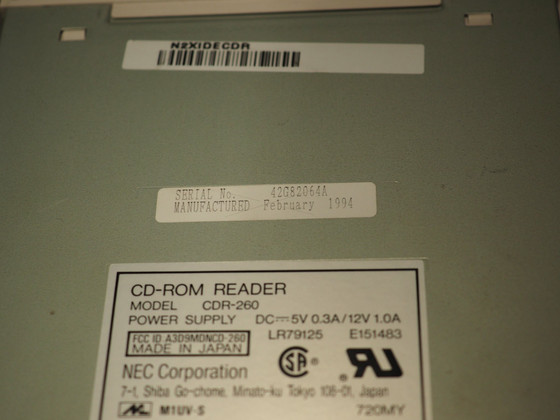 N2XIDECDR
SERIAL No. 42G82064A
MANUFACTURED February 1994
CD-ROM READER
MODEL CDR-260
POWER SUPPLY DC⎓5V 0.3A/12V 1.0A
FCC ID A3D9MDNCD-260 LR79125 E151483
MADE IN JAPAN
NEC Corporation
7-1, Shiba Go-chome, Minato-ku Tokyo 108-01, Japan
M1UV-S 720MY